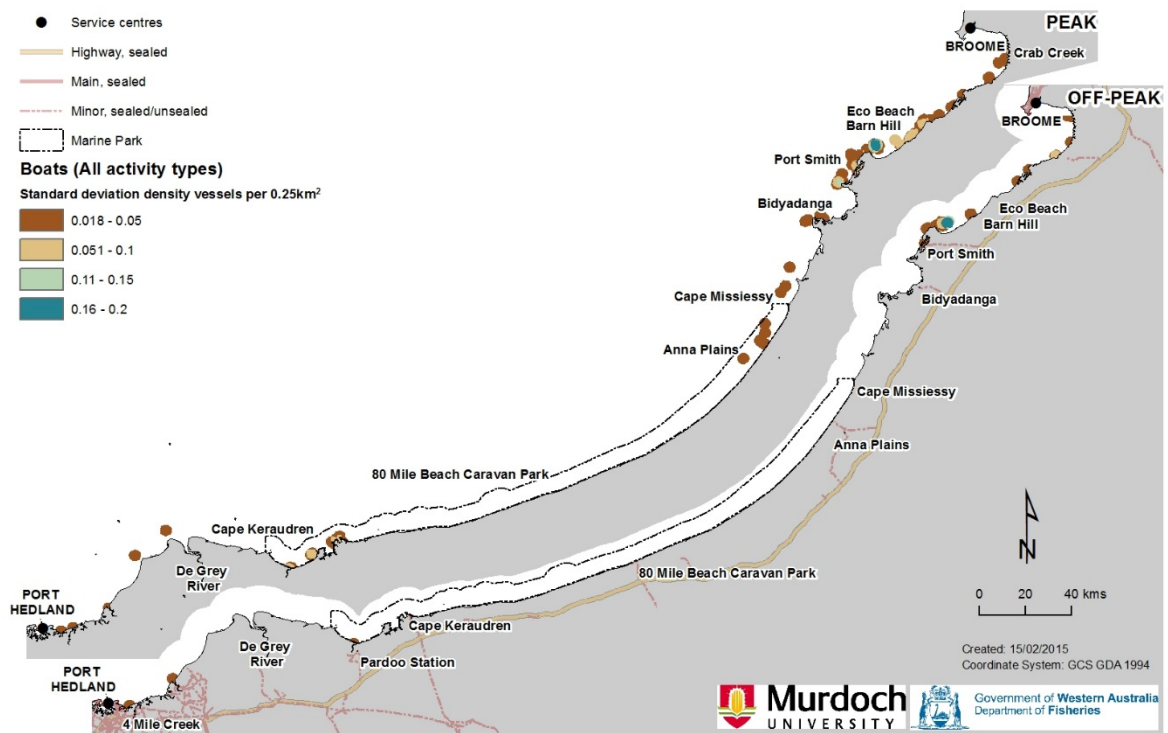 Service centres
Highway, sealed
Main, sealed
Minor, sealed/unsealed
Marine Park
Boats (All activity types)
Standard deviation density vessels per 0.25km²
0.018 - 0.05
0.051 - 0.1
0.11 - 0.15
0.16 - 0.2
PEAK
BROOME
Crab Creek
Eco Beach
Barn Hill
Port Smith
Bidyadanga
Cape Missiessy
Anna Plains
80 Mile Beach Caravan Park
Cape Keraudren
De Grey
River
PORT
HEDLAND
OFF-PEAK
BROOME
Eco Beach
Barn Hill
Port Smith
Bidyadanga
Cape Missiessy
Anna Plains
80 Mile Beach Caravan Park
Cape Keraudren
Pardoo Station
De Grey
River
PORT
HEDLAND
4 Mile Creek
N
0 20 40 kms
Created: 15/02/2015
Coordinate System: GCS GDA 1994
Murdoch
UNIVERSITY
Government of Western Australia
Department of Fisheries